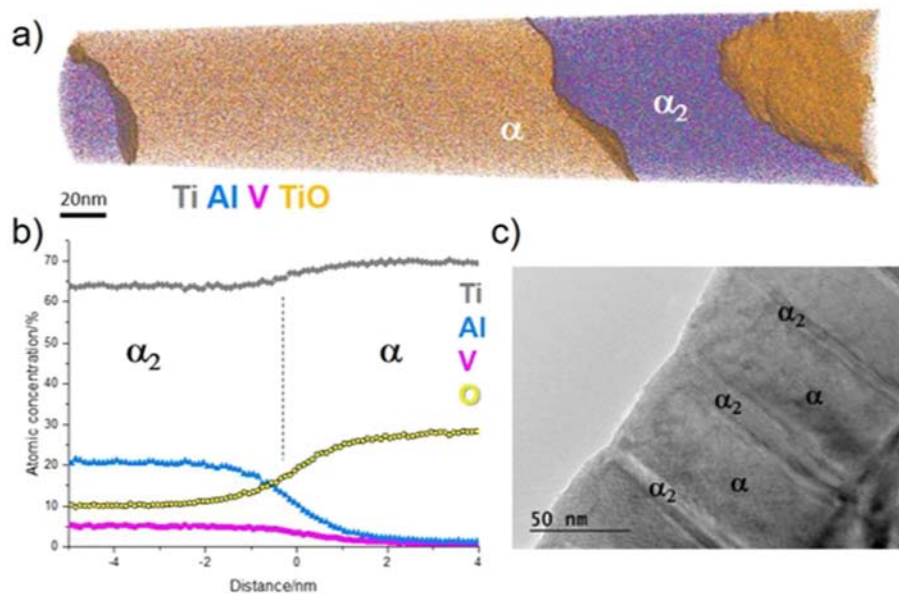 a)
α
α2
20nm
Ti Al V TiO
b)
Atomic concentration/%
70
60
50
40
30
20
10
0
α2
α
Ti
Al
V
O
-4
-2
0
2
4
Distance/nm
c)
α2
α2
α
α2
α
50 nm